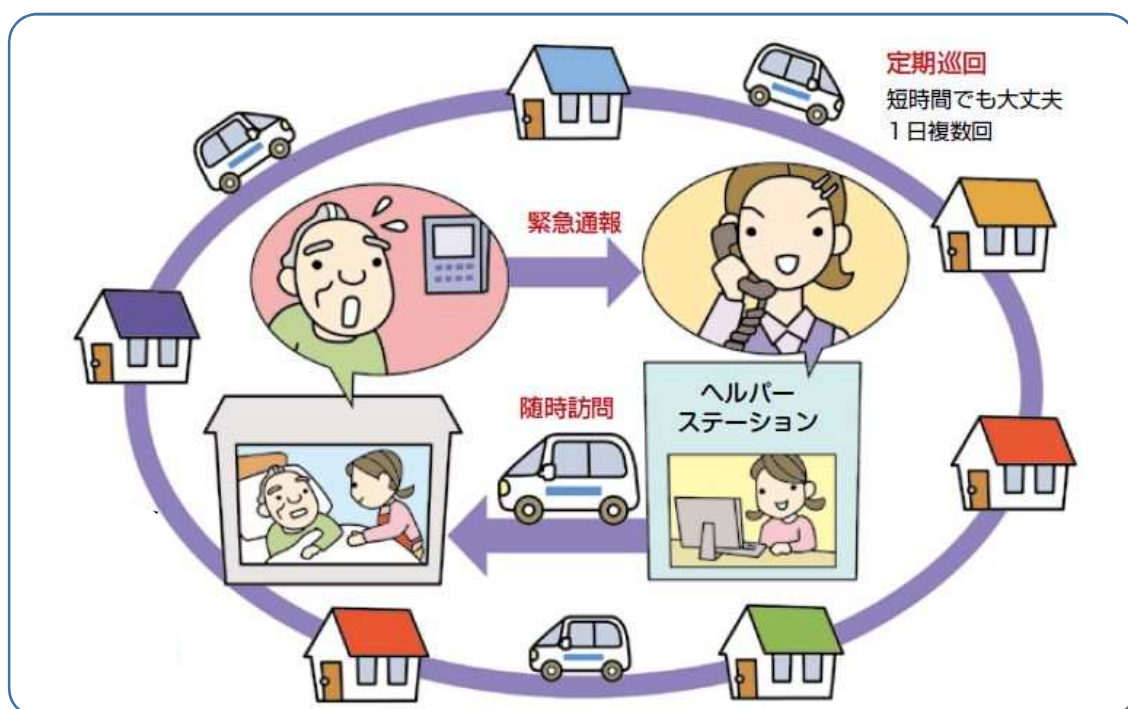 定期巡回
短時間でも大丈夫
１日複数回
緊急通報
随時訪問
ヘルパー
ステーション